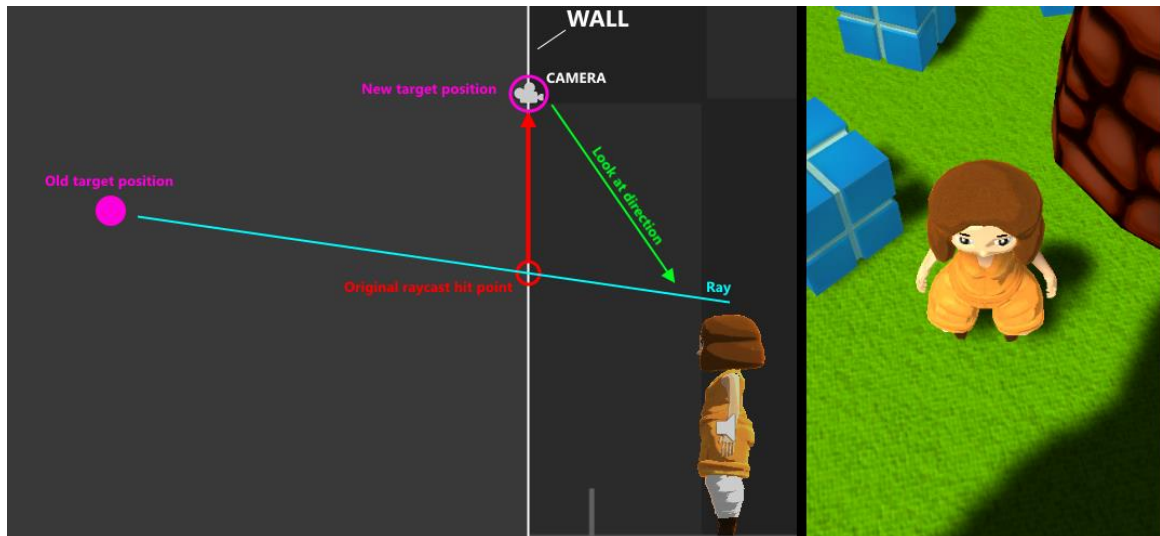 WALL
CAMERA
New target position
Look at direction
Old target position
Original raycast hit point
Ray